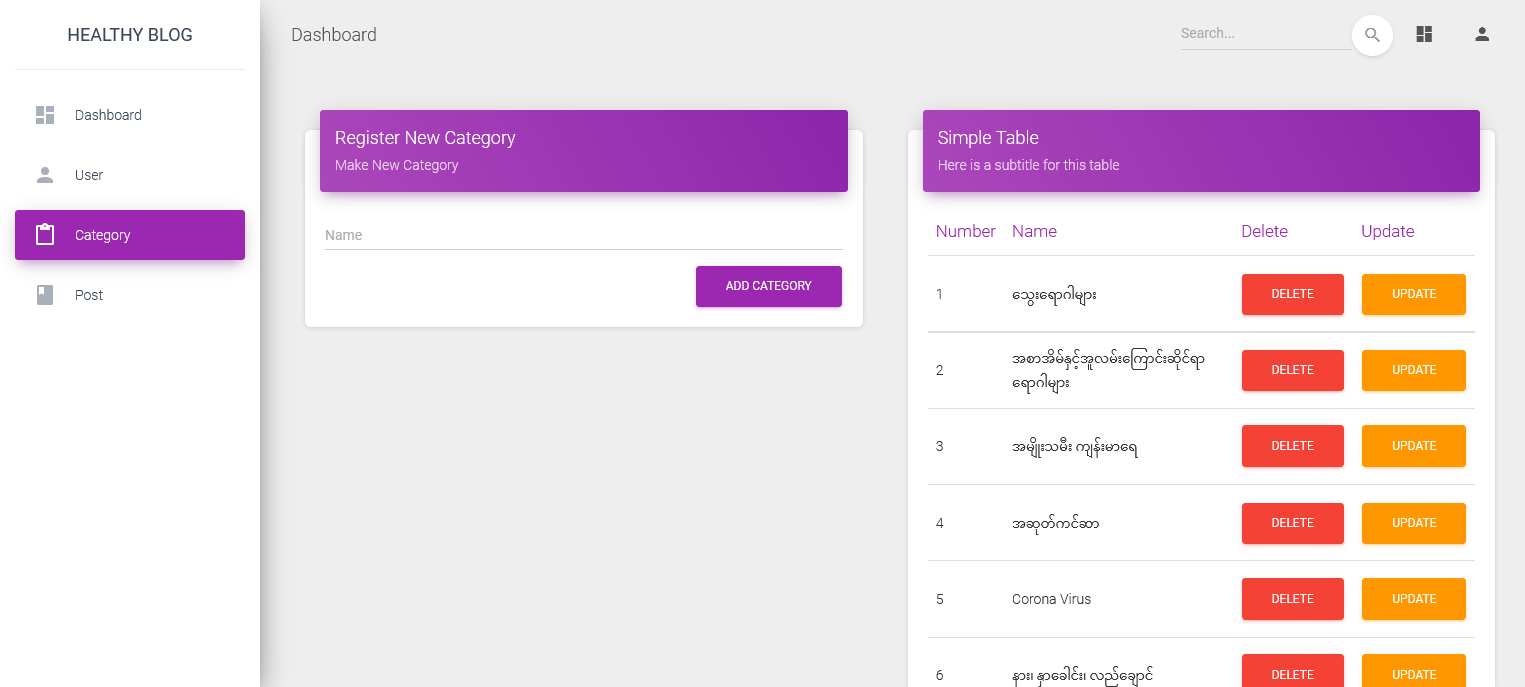 HEALTHY BLOG
Dashboard
User
Category
Post
Dashboard
Search...
Register New Category
Make New Category
Name
ADD CATEGORY
Simple Table
Here is a subtitle for this table
Number Name Delete Update
1 သွေးရောဂါများ DELETE UPDATE
2 အစာအိမ်နှင့်အူလမ်းကြောင်းဆိုင်ရာ
ရောဂါများ DELETE UPDATE
3 အမျိုးသမီး ကျန်းမာရေ DELETE UPDATE
4 အဆုတ်ကင်ဆာ DELETE UPDATE
5 Corona Virus DELETE UPDATE
6 နား၊ နှာခေါင်း၊ လည်ချောင် DELETE UPDATE